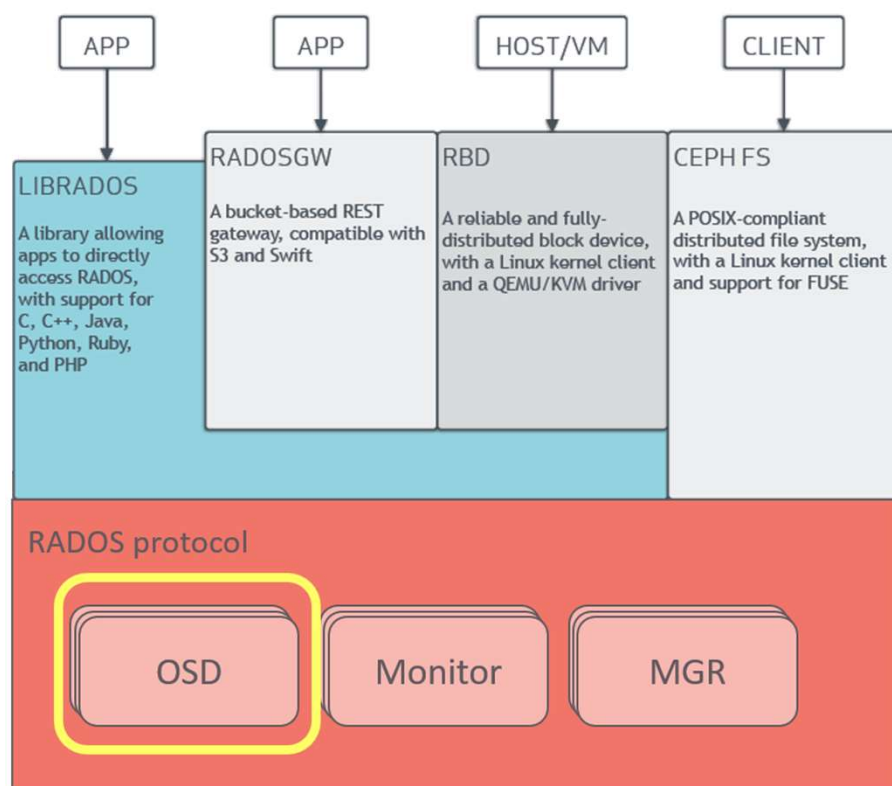 APP
APP
HOST/VM
CLIENT
LIBRADOS
A library allowing
apps to directly
access RADOS,
with support for
C, C++, Java,
Python, Ruby,
and PHP
RADOSGW
A bucket-based REST
gateway, compatible with
S3 and Swift
RBD
A reliable and fully-
distributed block device,
with a Linux kernel client
and a QEMU/KVM driver
CEPH FS
A POSIX-compliant
distributed file system,
with a Linux kernel client
and support for FUSE
RADOS protocol
OSD
Monitor
MGR